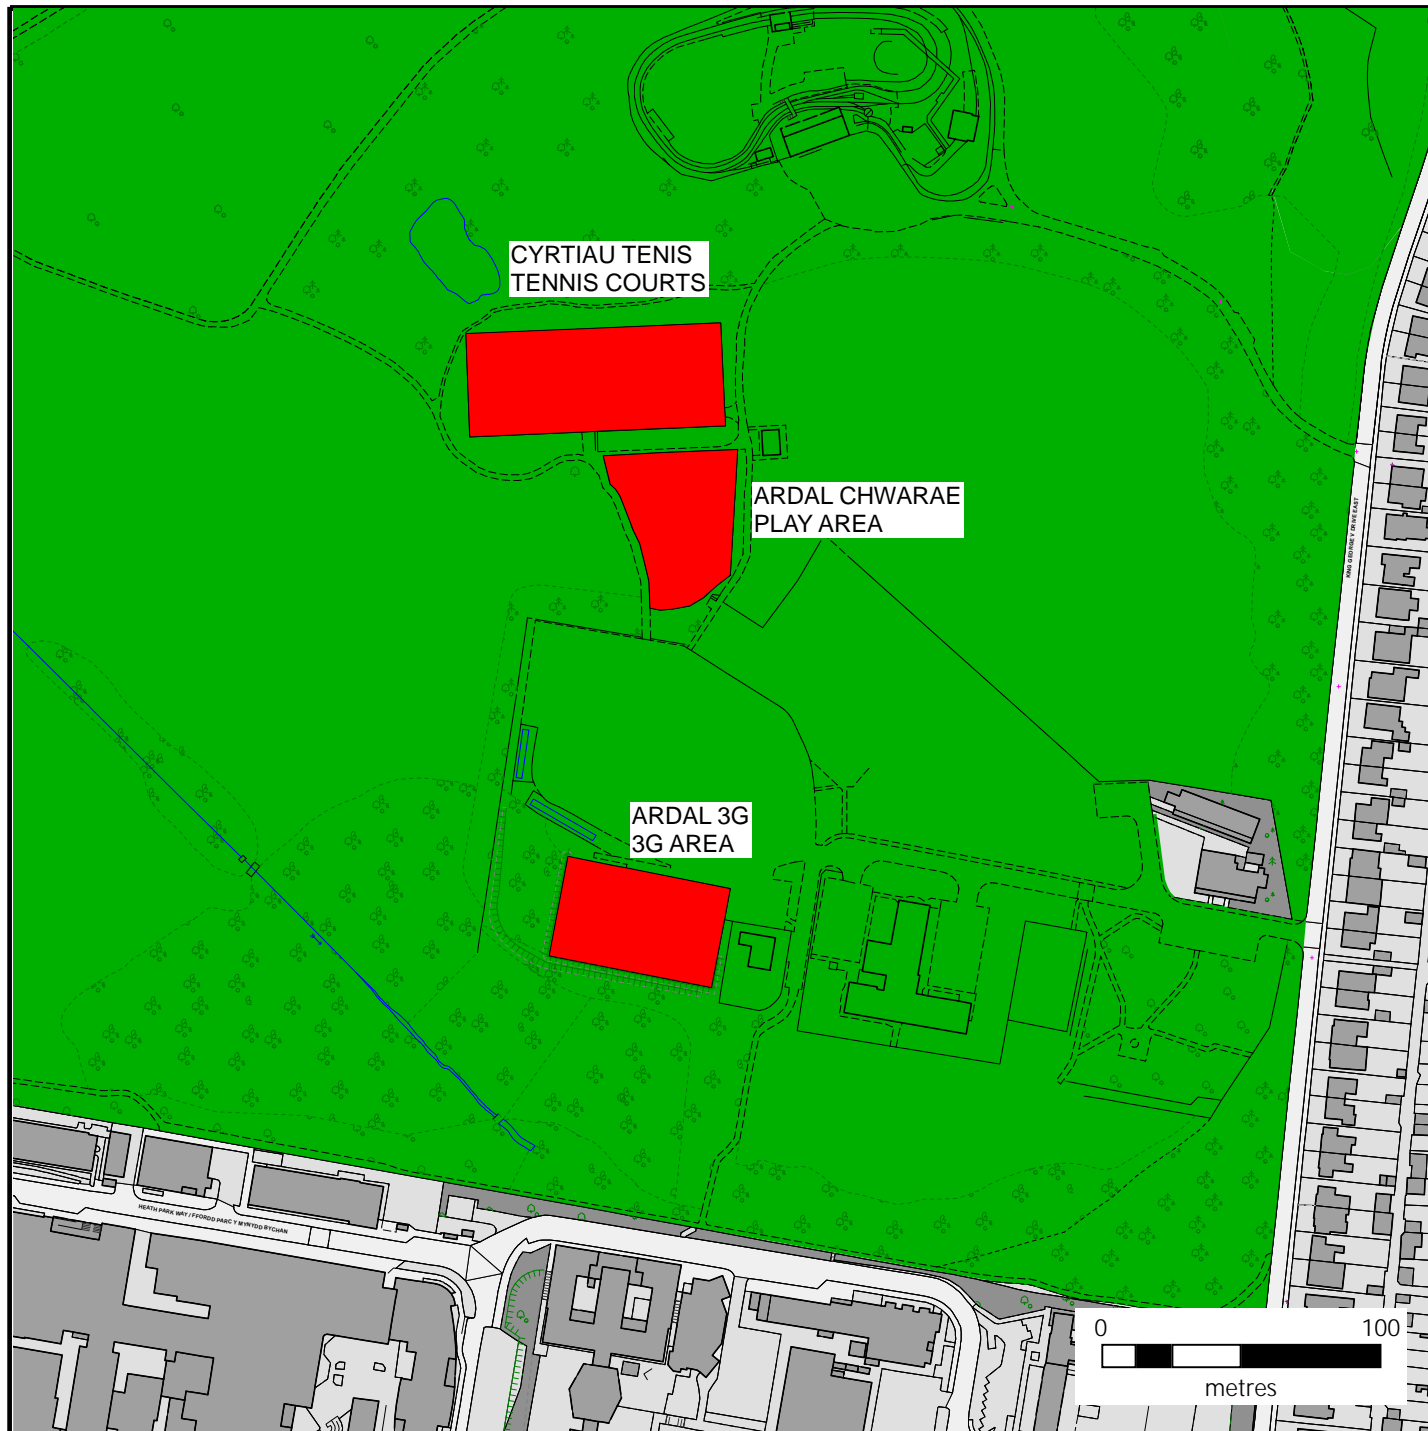 CYRTIAU TENIS
TENNIS COURTS
ARDAL CHWARAE
PLAY AREA
KING GEORGE V DRIVE EAST
ARDAL 3G
3G AREA
HEATH PARK WAY / FFORDD PARC Y MYNYDD BYCHAN
0 100
metres